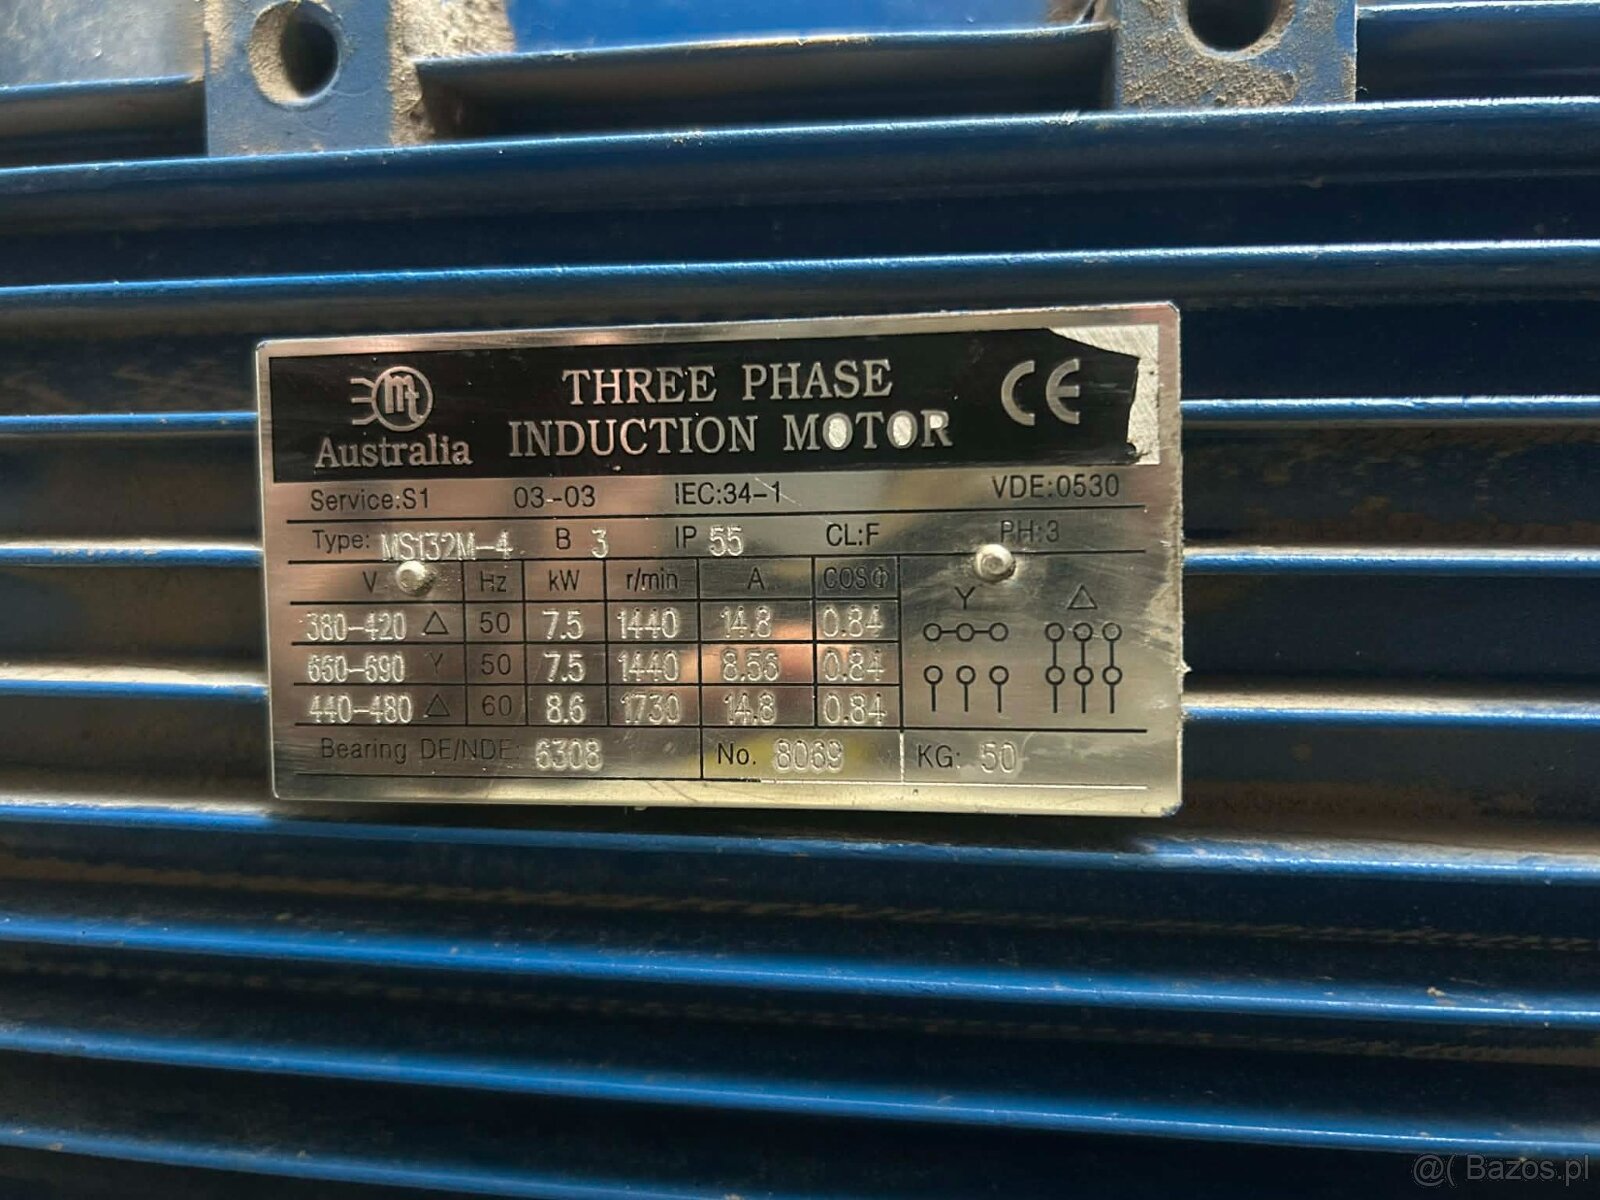 mt
Australia
THREE PHASE
INDUCTION MOTOR
CE
Service:S1 03-03 IEC:34-1 VDE:0530
Type: MS132M-4 B 3 IP 55 CL:F PH:3
V Hz kW r/min A COSΦ Y △
380-420 △ 50 7.5 1440 14.8 0.84
660-690 Y 50 7.5 1440 8.56 0.84
440-480 △ 60 8.6 1730 14.8 0.84
Bearing DE/NDE: 6308 No. 8069 KG: 50
@( Bazos.pl